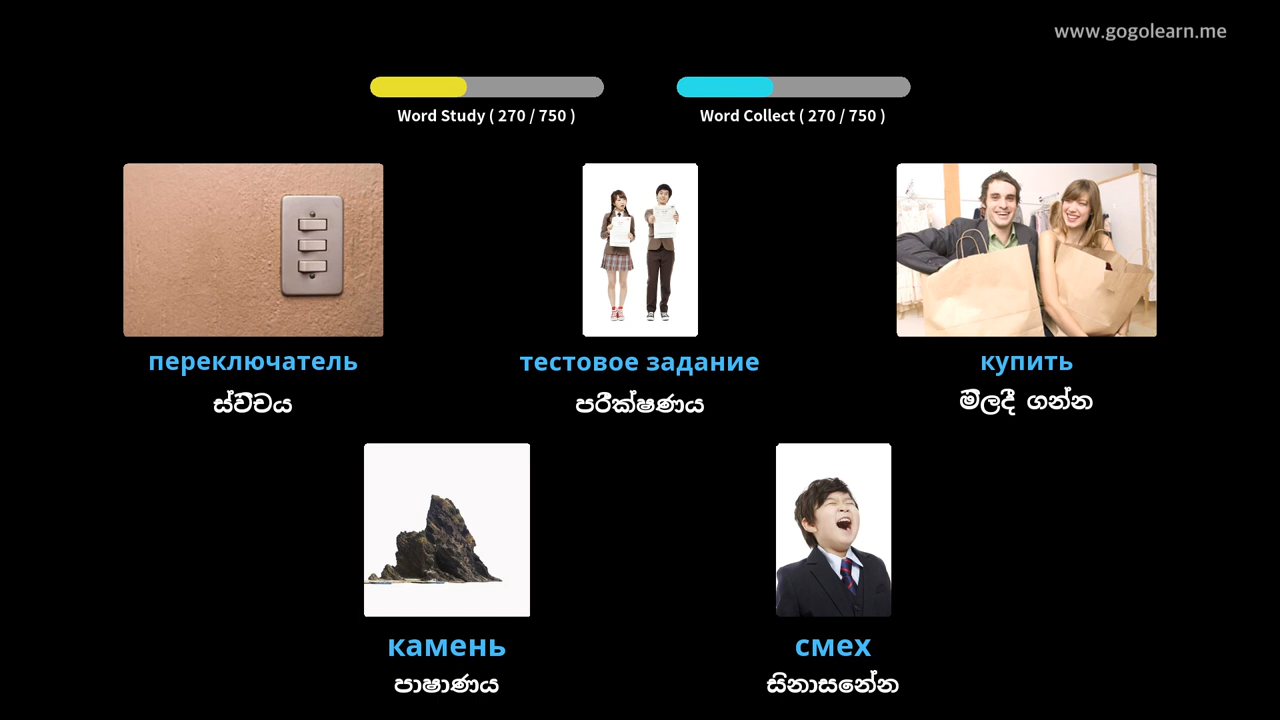 www.gogolearn.me
Word Study ( 270 / 750 )
Word Collect ( 270 / 750 )
переключатель
ස්විච්චය
тестовое задание
පරීක්ෂණය
купить
මිලදී ගන්න
камень
පාෂාණය
смех
සිනාසෙන්න